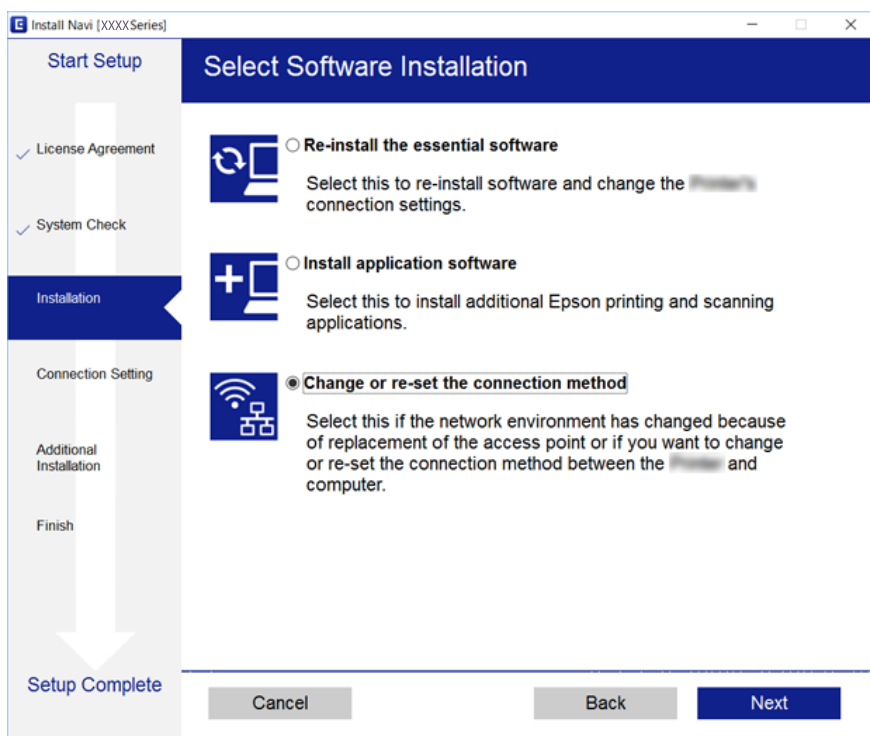 Install Navi [XXXXSeries]
Start Setup
License Agreement
System Check
Installation
Connection Setting
Additional
Installation
Finish
Setup Complete
Select Software Installation
Re-install the essential software
Select this to re-install software and change the
connection settings.
Install application software
Select this to install additional Epson printing and scanning
applications.
Change or re-set the connection method
Select this if the network environment has changed because
of replacement of the access point or if you want to change
or re-set the connection method between the and
computer.
Cancel
Back
Next